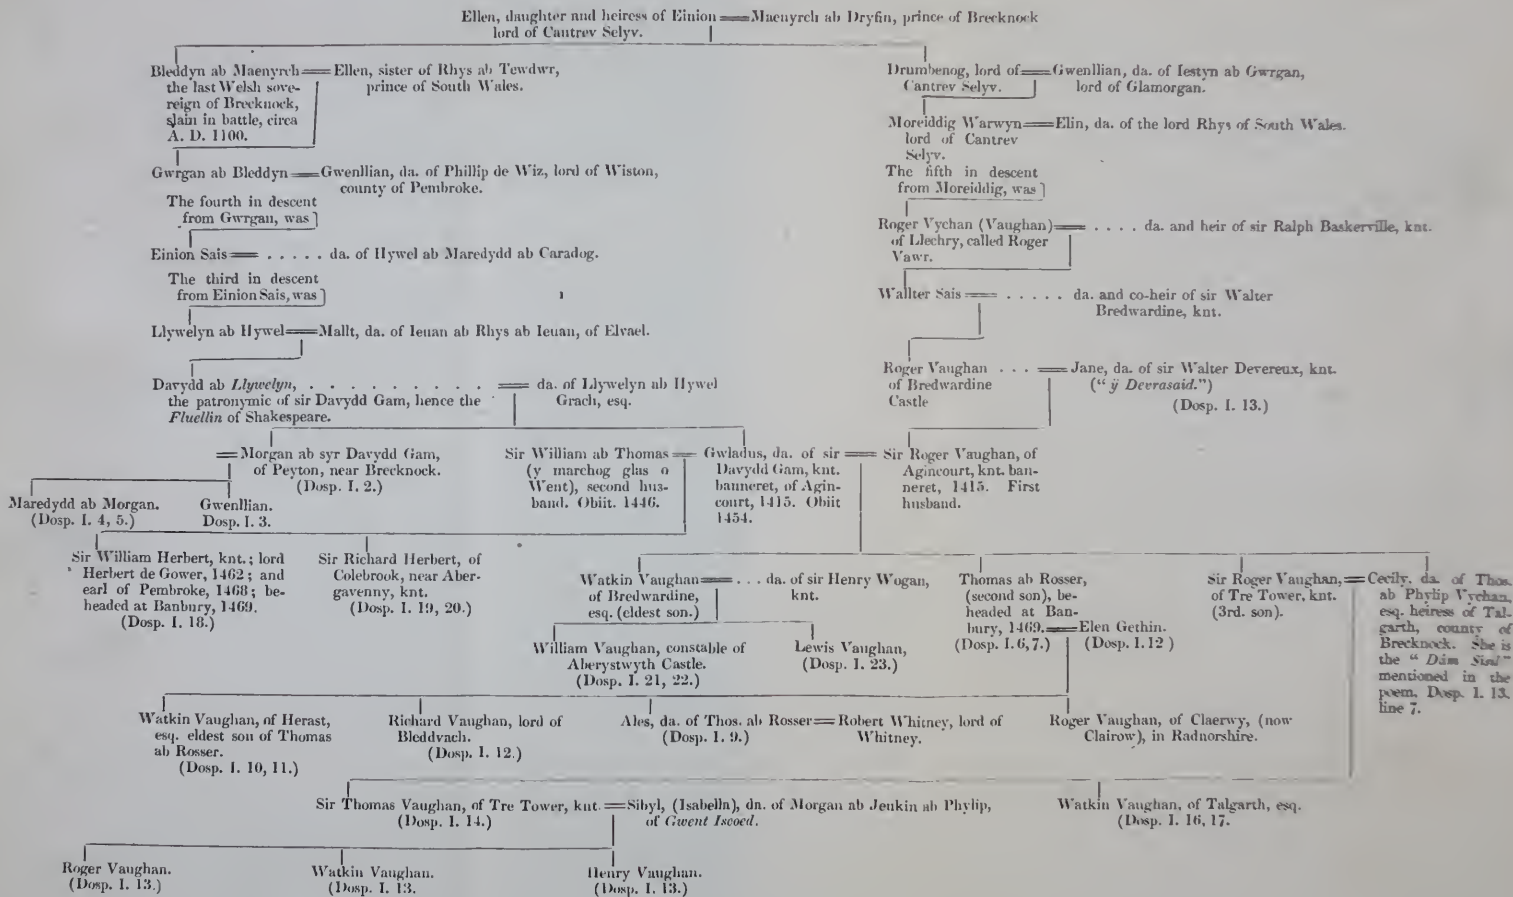 Ellen, daughter and heiress of Einion══Maenyrch ab Dryfin, prince of Brecknock
lord of Cantrev Selyv.
Bleddyn ab Maenyrch══Ellen, sister of Rhys ab Tewdwr,
the last Welsh sove- prince of South Wales.
reign of Brecknock,
slain in battle, circa
A. D. 1100.
Drumbenog, lord of══Gwenllian, da. of Iestyn ab Gwrgan,
Cantrev Selyv. lord of Glamorgan.
Moreiddig Warwyn══Elin, da. of the lord Rhys of South Wales.
lord of Cantrev
Selyv.
Gwrgan ab Bleddyn══Gwenllian, da. of Phillip de Wiz, lord of Wiston,
county of Pembroke.
The fourth in descent
from Gwrgan, was]
The fifth in descent
from Moreiddig, was]
Roger Vychan (Vaughan)══. . . . da. and heir of sir Ralph Baskerville, knt.
of Llechry, called Roger
Vawr.
Einion Sais══. . . . . da. of Hywel ab Maredydd ab Caradog.
The third in descent
from Einion Sais, was]
Wallter Sais══. . . . . da. and co-heir of sir Walter
Bredwardine, knt.
Llywelyn ab Hywel══Mallt, da. of Ieuan ab Rhys ab Ieuan, of Elvael.
Davydd ab Llywelyn, . . . . . . . . . ══ da. of Llywelyn ab Hywel
the patronymic of sir Davydd Gam, hence the Grach, esq.
Fluellin of Shakespeare.
Roger Vaughan . . . ══ Jane, da. of sir Walter Devereux, knt.
of Bredwardine ("ÿ Devrasaid.")
Castle (Dosp. I. 13.)
══Morgan ab syr Davydd Gam,
of Peyton, near Brecknock.
(Dosp. I. 2.)
Sir William ab Thomas══Gwladus, da. of sir══Sir Roger Vaughan, of
(y marchog glas o Davydd Gam, knt. Agincourt, knt. ban-
Went), second hus- banneret, of Agin- neret, 1415. First
band. Obiit. 1446. court, 1415. Obiit husband.
1454.
Maredydd ab Morgan. Gwenllian.
(Dosp. I. 4, 5.) Dosp. I. 3.
Sir William Herbert, knt.; lord
Herbert de Gower, 1462; and
earl of Pembroke, 1468; be-
headed at Banbury, 1469.
(Dosp. I. 18.)
Sir Richard Herbert, of
Colebrook, near Aber-
gavenny, knt.
(Dosp. I. 19, 20.)
Watkin Vaughan══. . . da. of sir Henry Wogan,
of Bredwardine, knt.
esq. (eldest son.)
Thomas ab Rosser,
(second son), be-
headed at Ban-
bury, 1469.══Elen Gethin.
(Dosp. I. 6, 7.) (Dosp. I. 12 )
Sir Roger Vaughan,══Cecily. da. of Thos.
of Tre Tower, knt. ab Phylip Vychan,
(3rd. son). esq. heiress of Tal-
garth, county of
Brecknock. She is
the "Dám Sisil"
mentioned in the
poem. Dosp. I. 13.
line 7.
William Vaughan, constable of
Aberystwyth Castle.
(Dosp. I. 21, 22.)
Lewis Vaughan,
(Dosp. I. 23.)
Watkin Vaughan, of Herast,
esq. eldest son of Thomas
ab Rosser.
(Dosp. I. 10, 11.)
Richard Vaughan, lord of
Bleddvach.
(Dosp. I. 12.)
Ales, da. of Thos. ab Rosser══Robert Whitney, lord of
(Dosp. I. 9.) Whitney.
Roger Vaughan, of Claerwy, (now
Clairow), in Radnorshire.
Sir Thomas Vaughan, of Tre Tower, knt.══Sibyl, (Isabella), da. of Morgan ab Jenkin ab Phylip,
(Dosp. I. 14.) of Gwent Iscoed.
Watkin Vaughan, of Talgarth, esq.
(Dosp. I. 16, 17.
Roger Vaughan. Watkin Vaughan. Henry Vaughan.
(Dosp. I. 13.) (Dosp. I. 13. (Dosp. I. 13.)